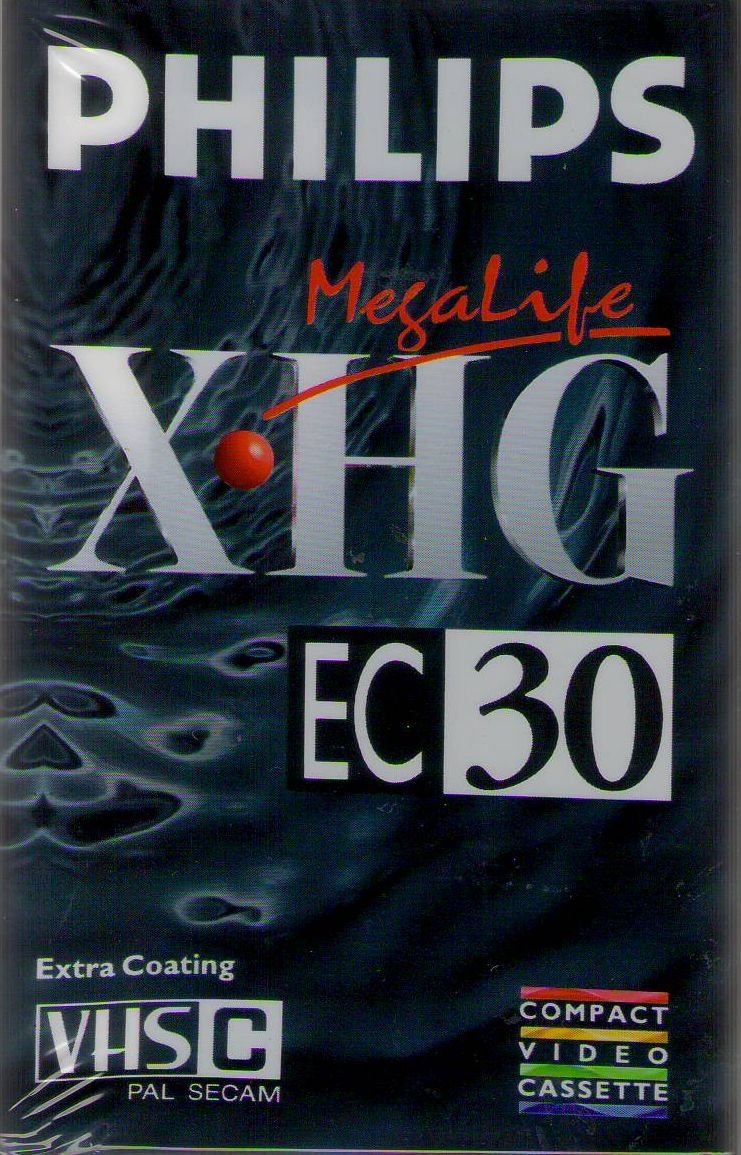 PHILIPS
MegaLife
X·HG
EC 30
Extra Coating
VHS C
PAL SECAM
COMPACT
VIDEO
CASSETTE